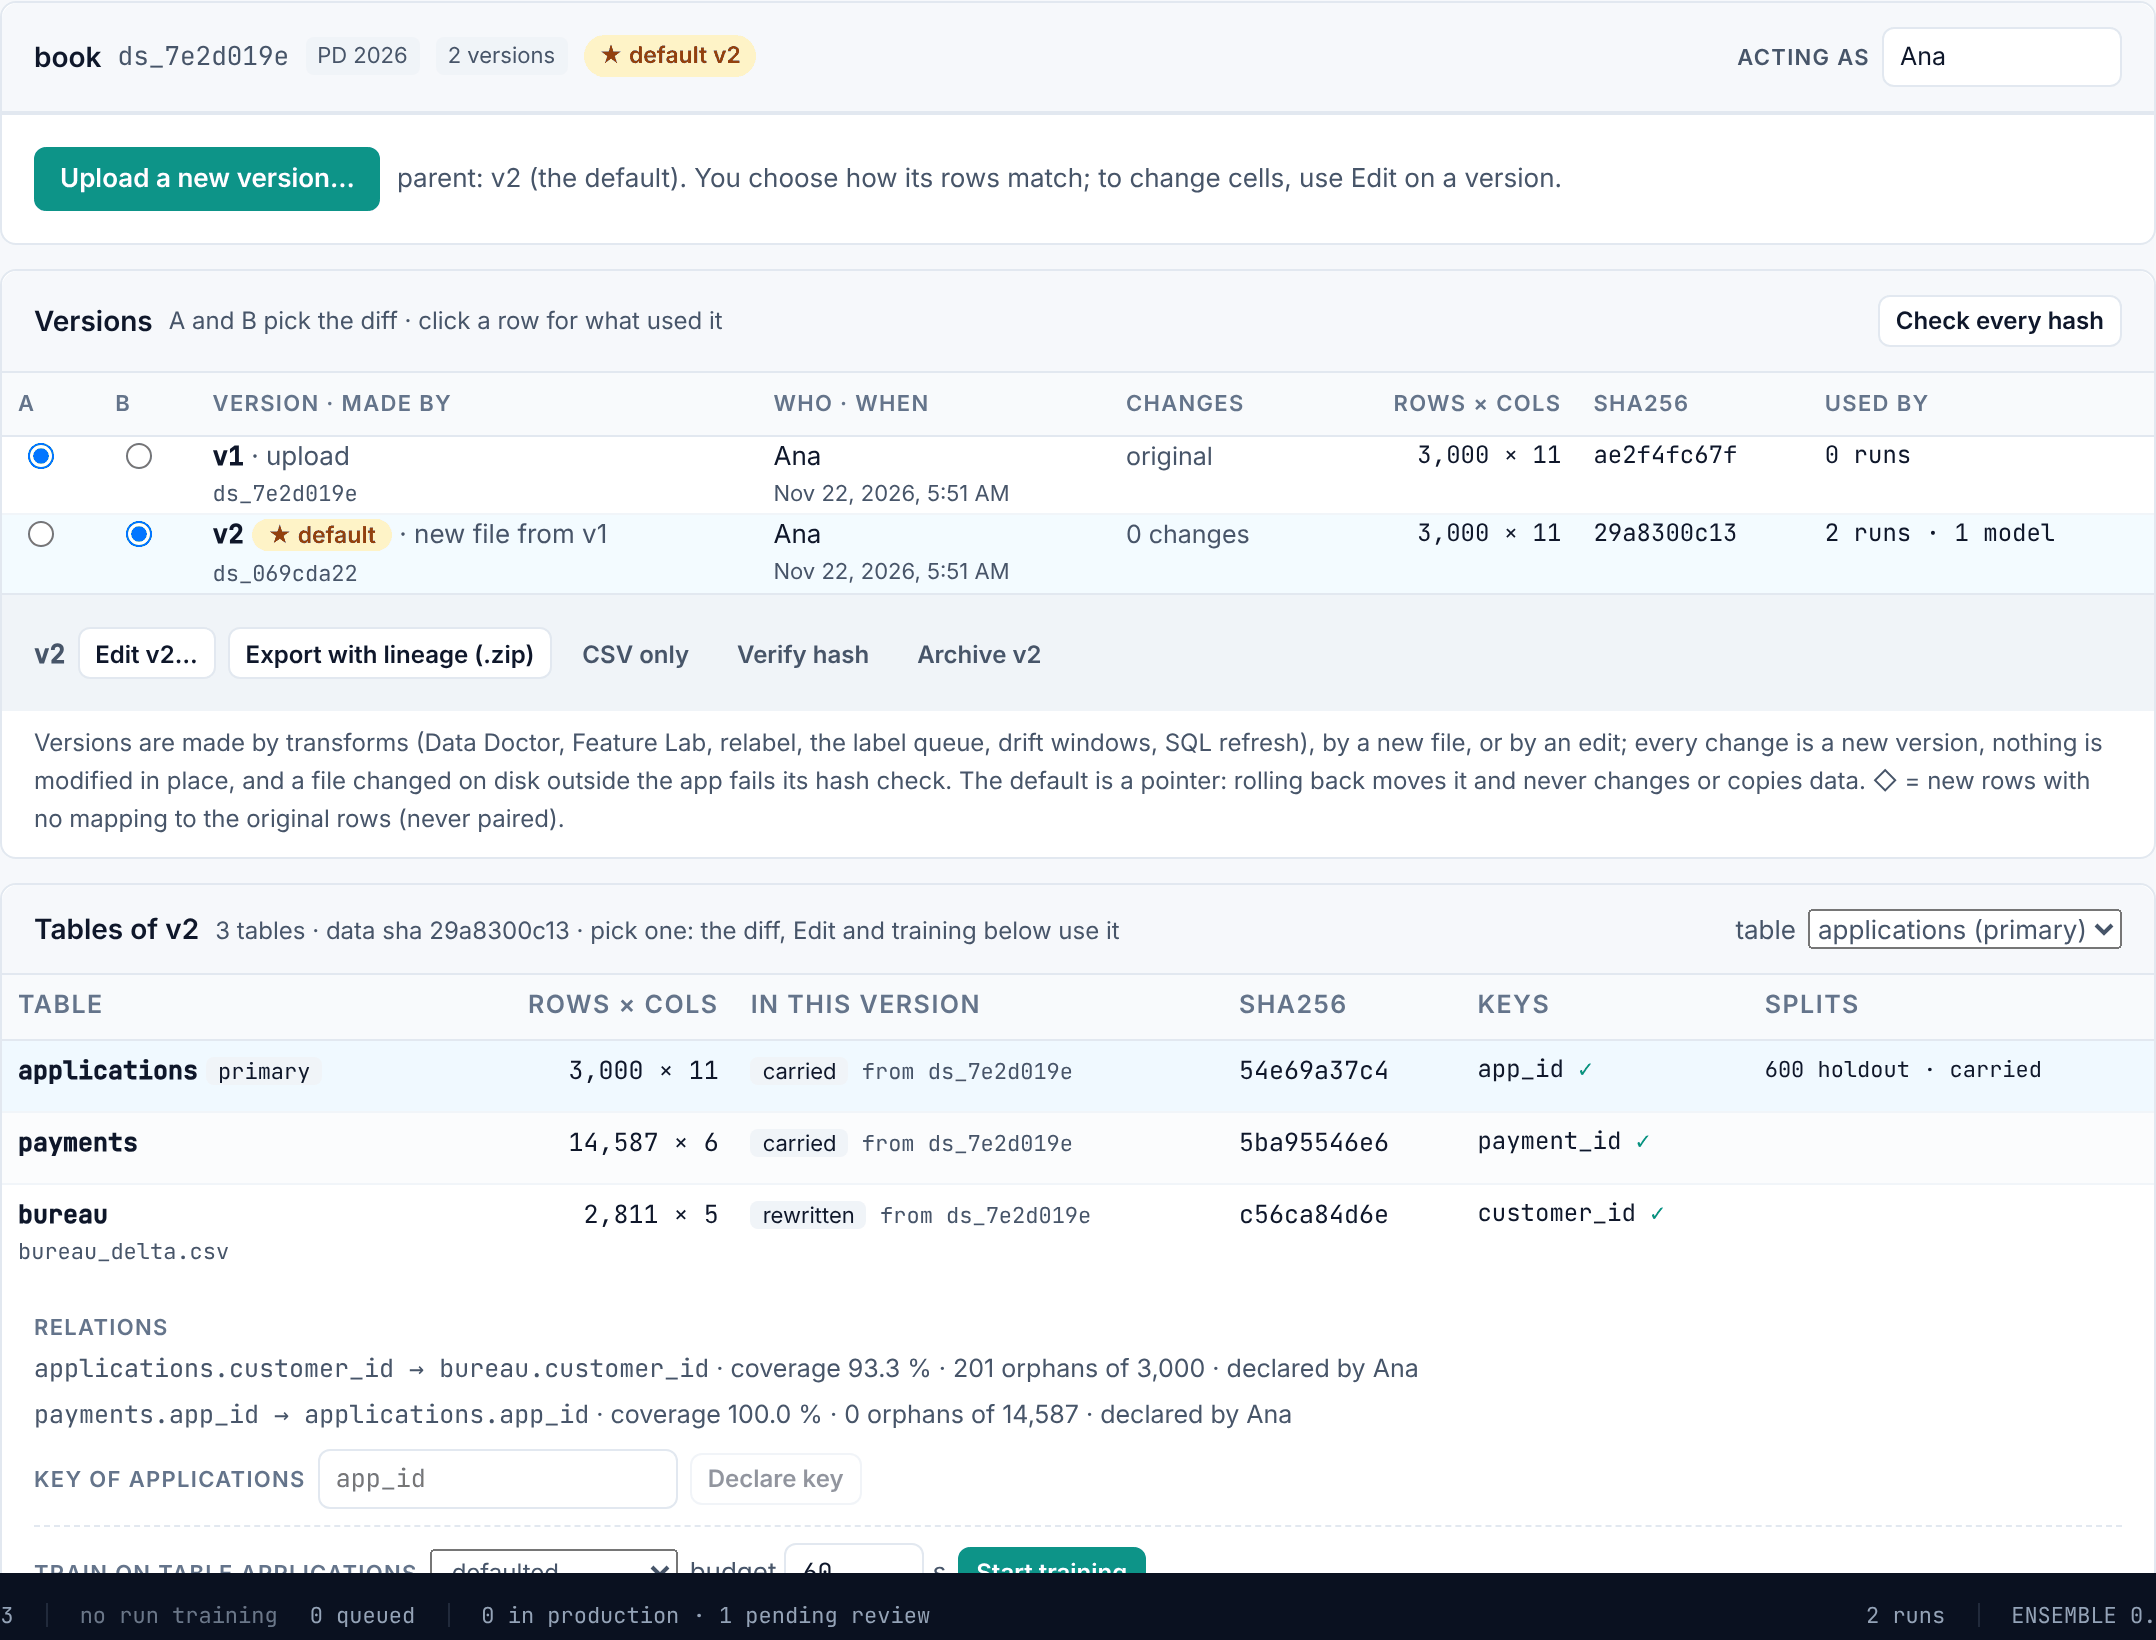 book ds_7e2d019e PD 2026 2 versions ★ default v2 ACTING AS Ana
Upload a new version... parent: v2 (the default). You choose how its rows match; to change cells, use Edit on a version.
Versions A and B pick the diff · click a row for what used it Check every hash
A B VERSION · MADE BY WHO · WHEN CHANGES ROWS × COLS SHA256 USED BY
v1 · upload Ana original 3,000 × 11 ae2f4fc67f 0 runs
ds_7e2d019e Nov 22, 2026, 5:51 AM
v2 ★ default · new file from v1 Ana 0 changes 3,000 × 11 29a8300c13 2 runs · 1 model
ds_069cda22 Nov 22, 2026, 5:51 AM
v2 Edit v2... Export with lineage (.zip) CSV only Verify hash Archive v2
Versions are made by transforms (Data Doctor, Feature Lab, relabel, the label queue, drift windows, SQL refresh), by a new file, or by an edit; every change is a new version, nothing is
modified in place, and a file changed on disk outside the app fails its hash check. The default is a pointer: rolling back moves it and never changes or copies data. ◇ = new rows with
no mapping to the original rows (never paired).
Tables of v2 3 tables · data sha 29a8300c13 · pick one: the diff, Edit and training below use it table applications (primary)
TABLE ROWS × COLS IN THIS VERSION SHA256 KEYS SPLITS
applications primary 3,000 × 11 carried from ds_7e2d019e 54e69a37c4 app_id ✓ 600 holdout · carried
payments 14,587 × 6 carried from ds_7e2d019e 5ba95546e6 payment_id ✓
bureau 2,811 × 5 rewritten from ds_7e2d019e c56ca84d6e customer_id ✓
bureau_delta.csv
RELATIONS
applications.customer_id → bureau.customer_id · coverage 93.3 % · 201 orphans of 3,000 · declared by Ana
payments.app_id → applications.app_id · coverage 100.0 % · 0 orphans of 14,587 · declared by Ana
KEY OF APPLICATIONS app_id Declare key
TRAIN ON TABLE APPLICATIONS defaulted budget 60 s Start training
3 no run training 0 queued 0 in production · 1 pending review 2 runs ENSEMBLE 0.